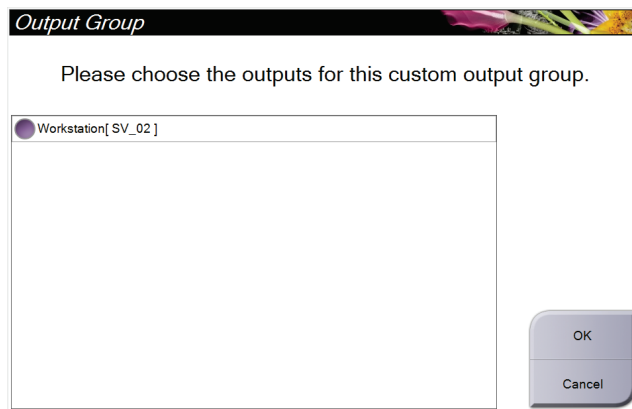 Output Group
Please choose the outputs for this custom output group.
Workstation[ SV_02 ]
OK
Cancel